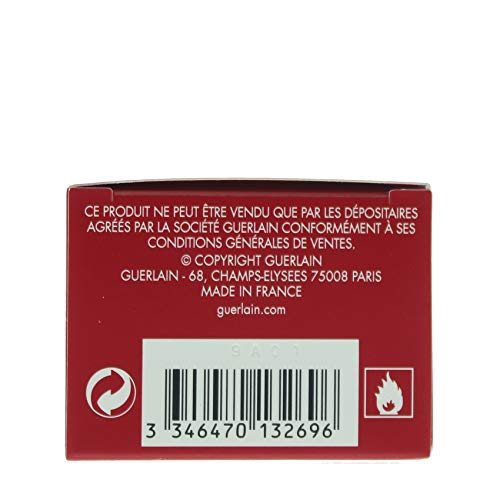 CE PRODUIT NE PEUT ÊTRE VENDU QUE PAR LES DÉPOSITAIRES
AGRÉÉS PAR LA SOCIÉTÉ GUERLAIN CONFORMÉMENT À SES
CONDITIONS GÉNÉRALES DE VENTES.
© COPYRIGHT GUERLAIN
GUERLAIN - 68, CHAMPS-ELYSEES 75008 PARIS
MADE IN FRANCE
guerlain.com
3 346470 132696